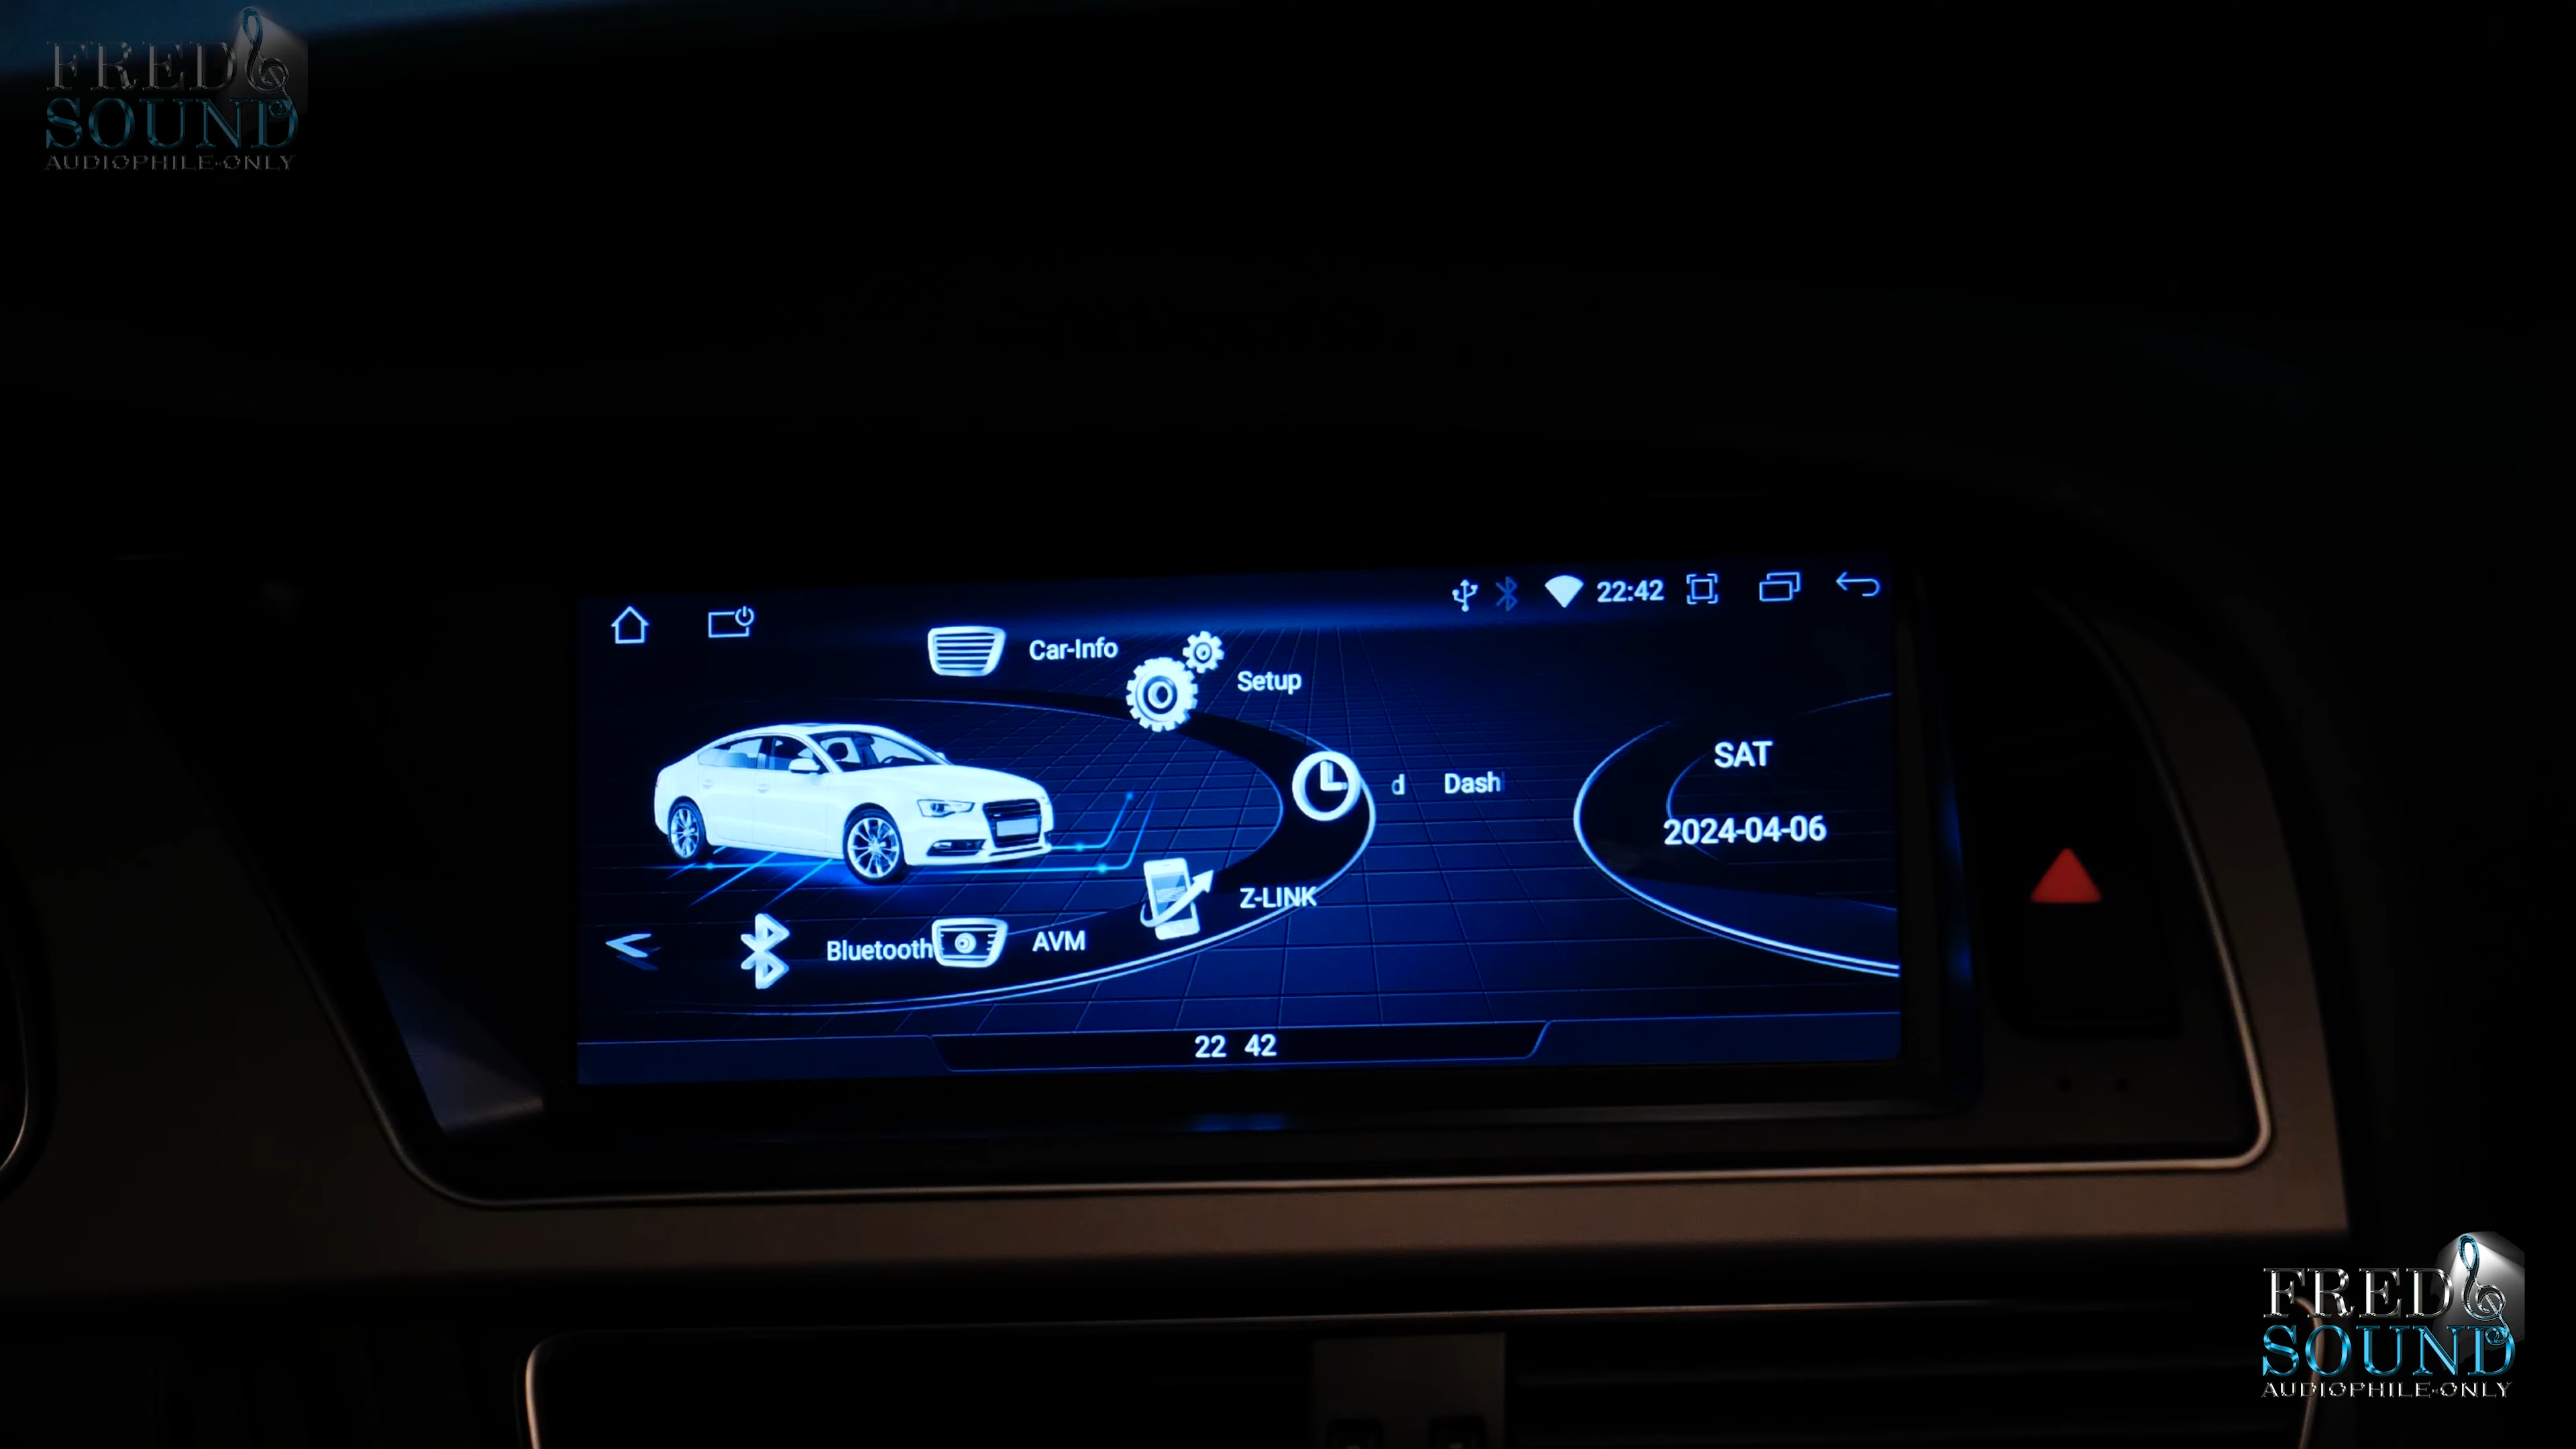 FRED
SOUND
AUDIOPHILE-ONLY
22:42
Car-Info
Setup
d Dash
SAT
2024-04-06
Z-LINK
Bluetooth
AVM
22 42
FRED
SOUND
AUDIOPHILE-ONLY